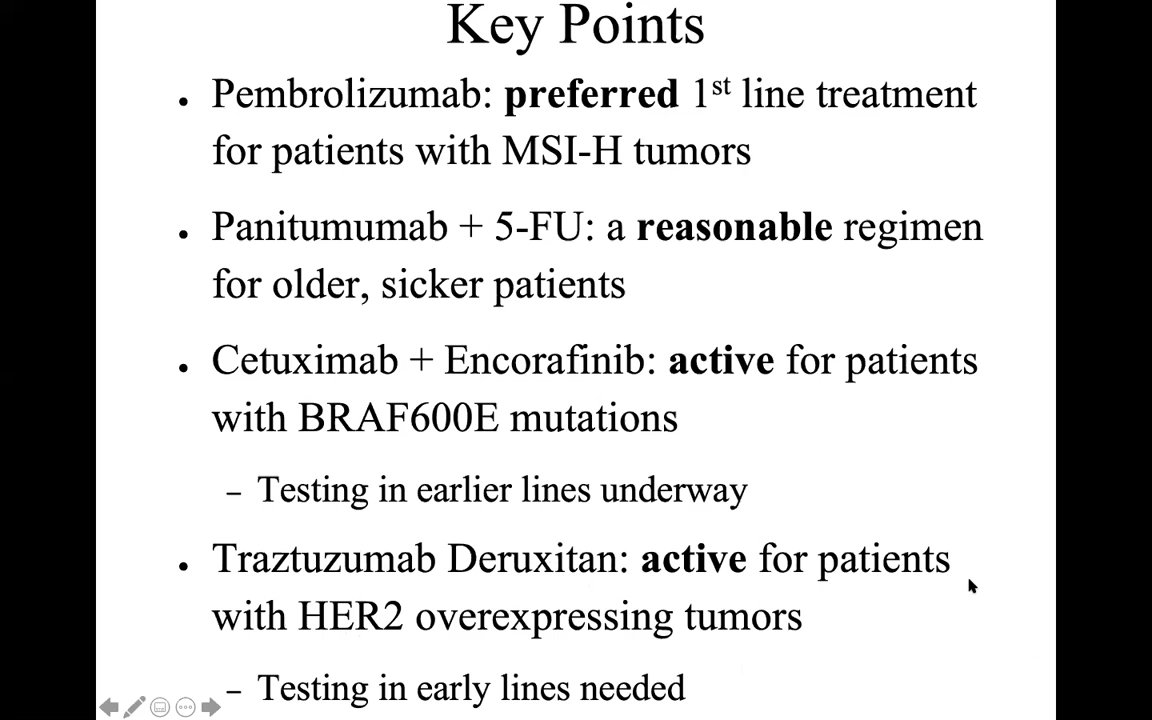 Key Points
• Pembrolizumab: preferred 1st line treatment
for patients with MSI-H tumors
• Panitumumab + 5-FU: a reasonable regimen
for older, sicker patients
• Cetuximab + Encorafinib: active for patients
with BRAF600E mutations
– Testing in earlier lines underway
• Traztuzumab Deruxitan: active for patients
with HER2 overexpressing tumors
– Testing in early lines needed